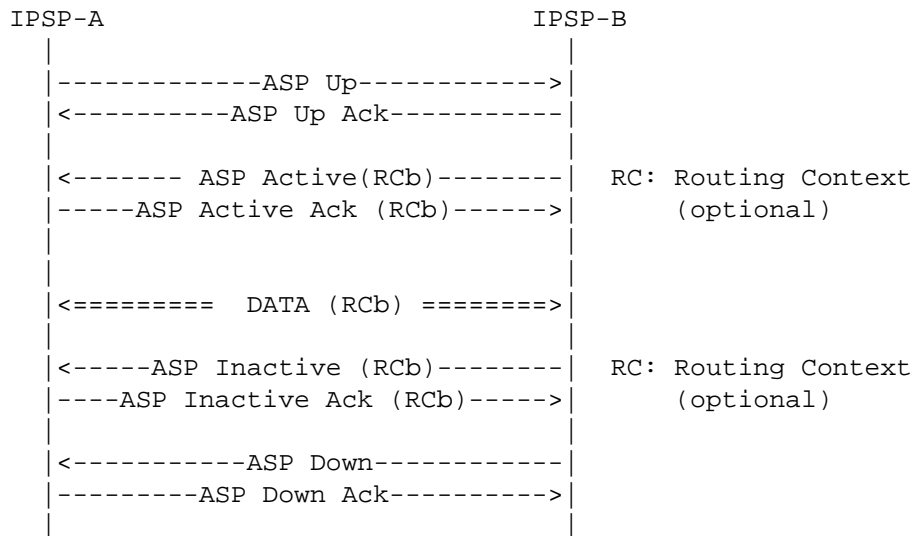 IPSP-A IPSP-B
|-------------ASP Up------------>|
|<----------ASP Up Ack-----------|
|<------- ASP Active(RCb)--------| RC: Routing Context
|-----ASP Active Ack (RCb)------>| (optional)
|<========= DATA (RCb) ========>|
|<-----ASP Inactive (RCb)--------| RC: Routing Context
|----ASP Inactive Ack (RCb)----->| (optional)
|<-----------ASP Down------------|
|---------ASP Down Ack---------->|